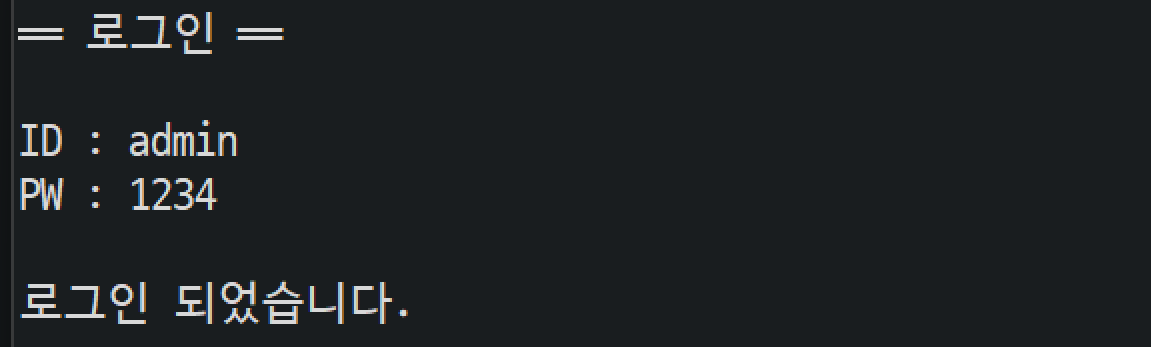 == 로그인 ==
ID : admin
PW : 1234
로그인 되었습니다.